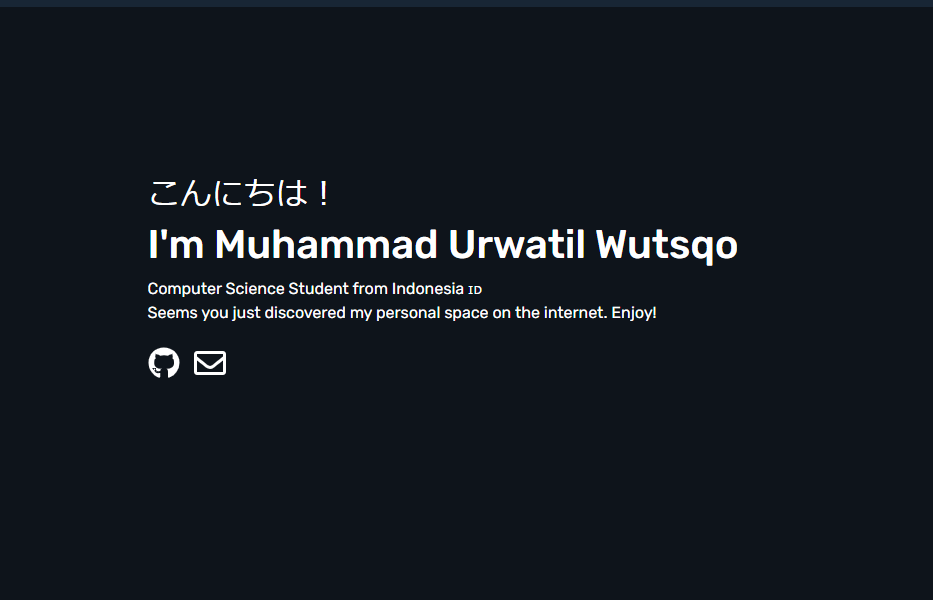 こんにちは！
I'm Muhammad Urwatil Wutsqo
Computer Science Student from Indonesia ID
Seems you just discovered my personal space on the internet. Enjoy!